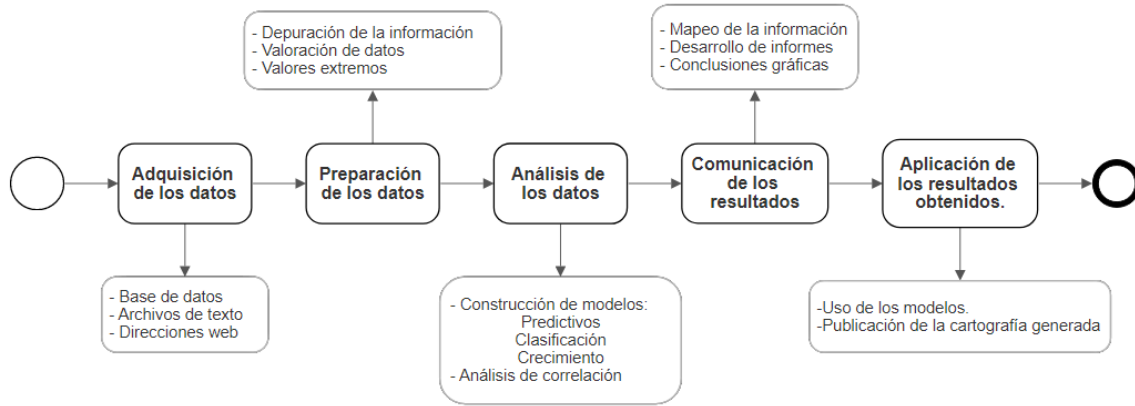 - Depuración de la información
- Valoración de datos
- Valores extremos
- Mapeo de la información
- Desarrollo de informes
- Conclusiones gráficas
Adquisición
de los datos
Preparación
de los datos
Análisis de
los datos
Comunicación
de los
resultados
Aplicación de
los resultados
obtenidos.
- Base de datos
- Archivos de texto
- Direcciones web
- Construcción de modelos:
Predictivos
Clasificación
Crecimiento
- Análisis de correlación
-Uso de los modelos.
-Publicación de la cartografía generada